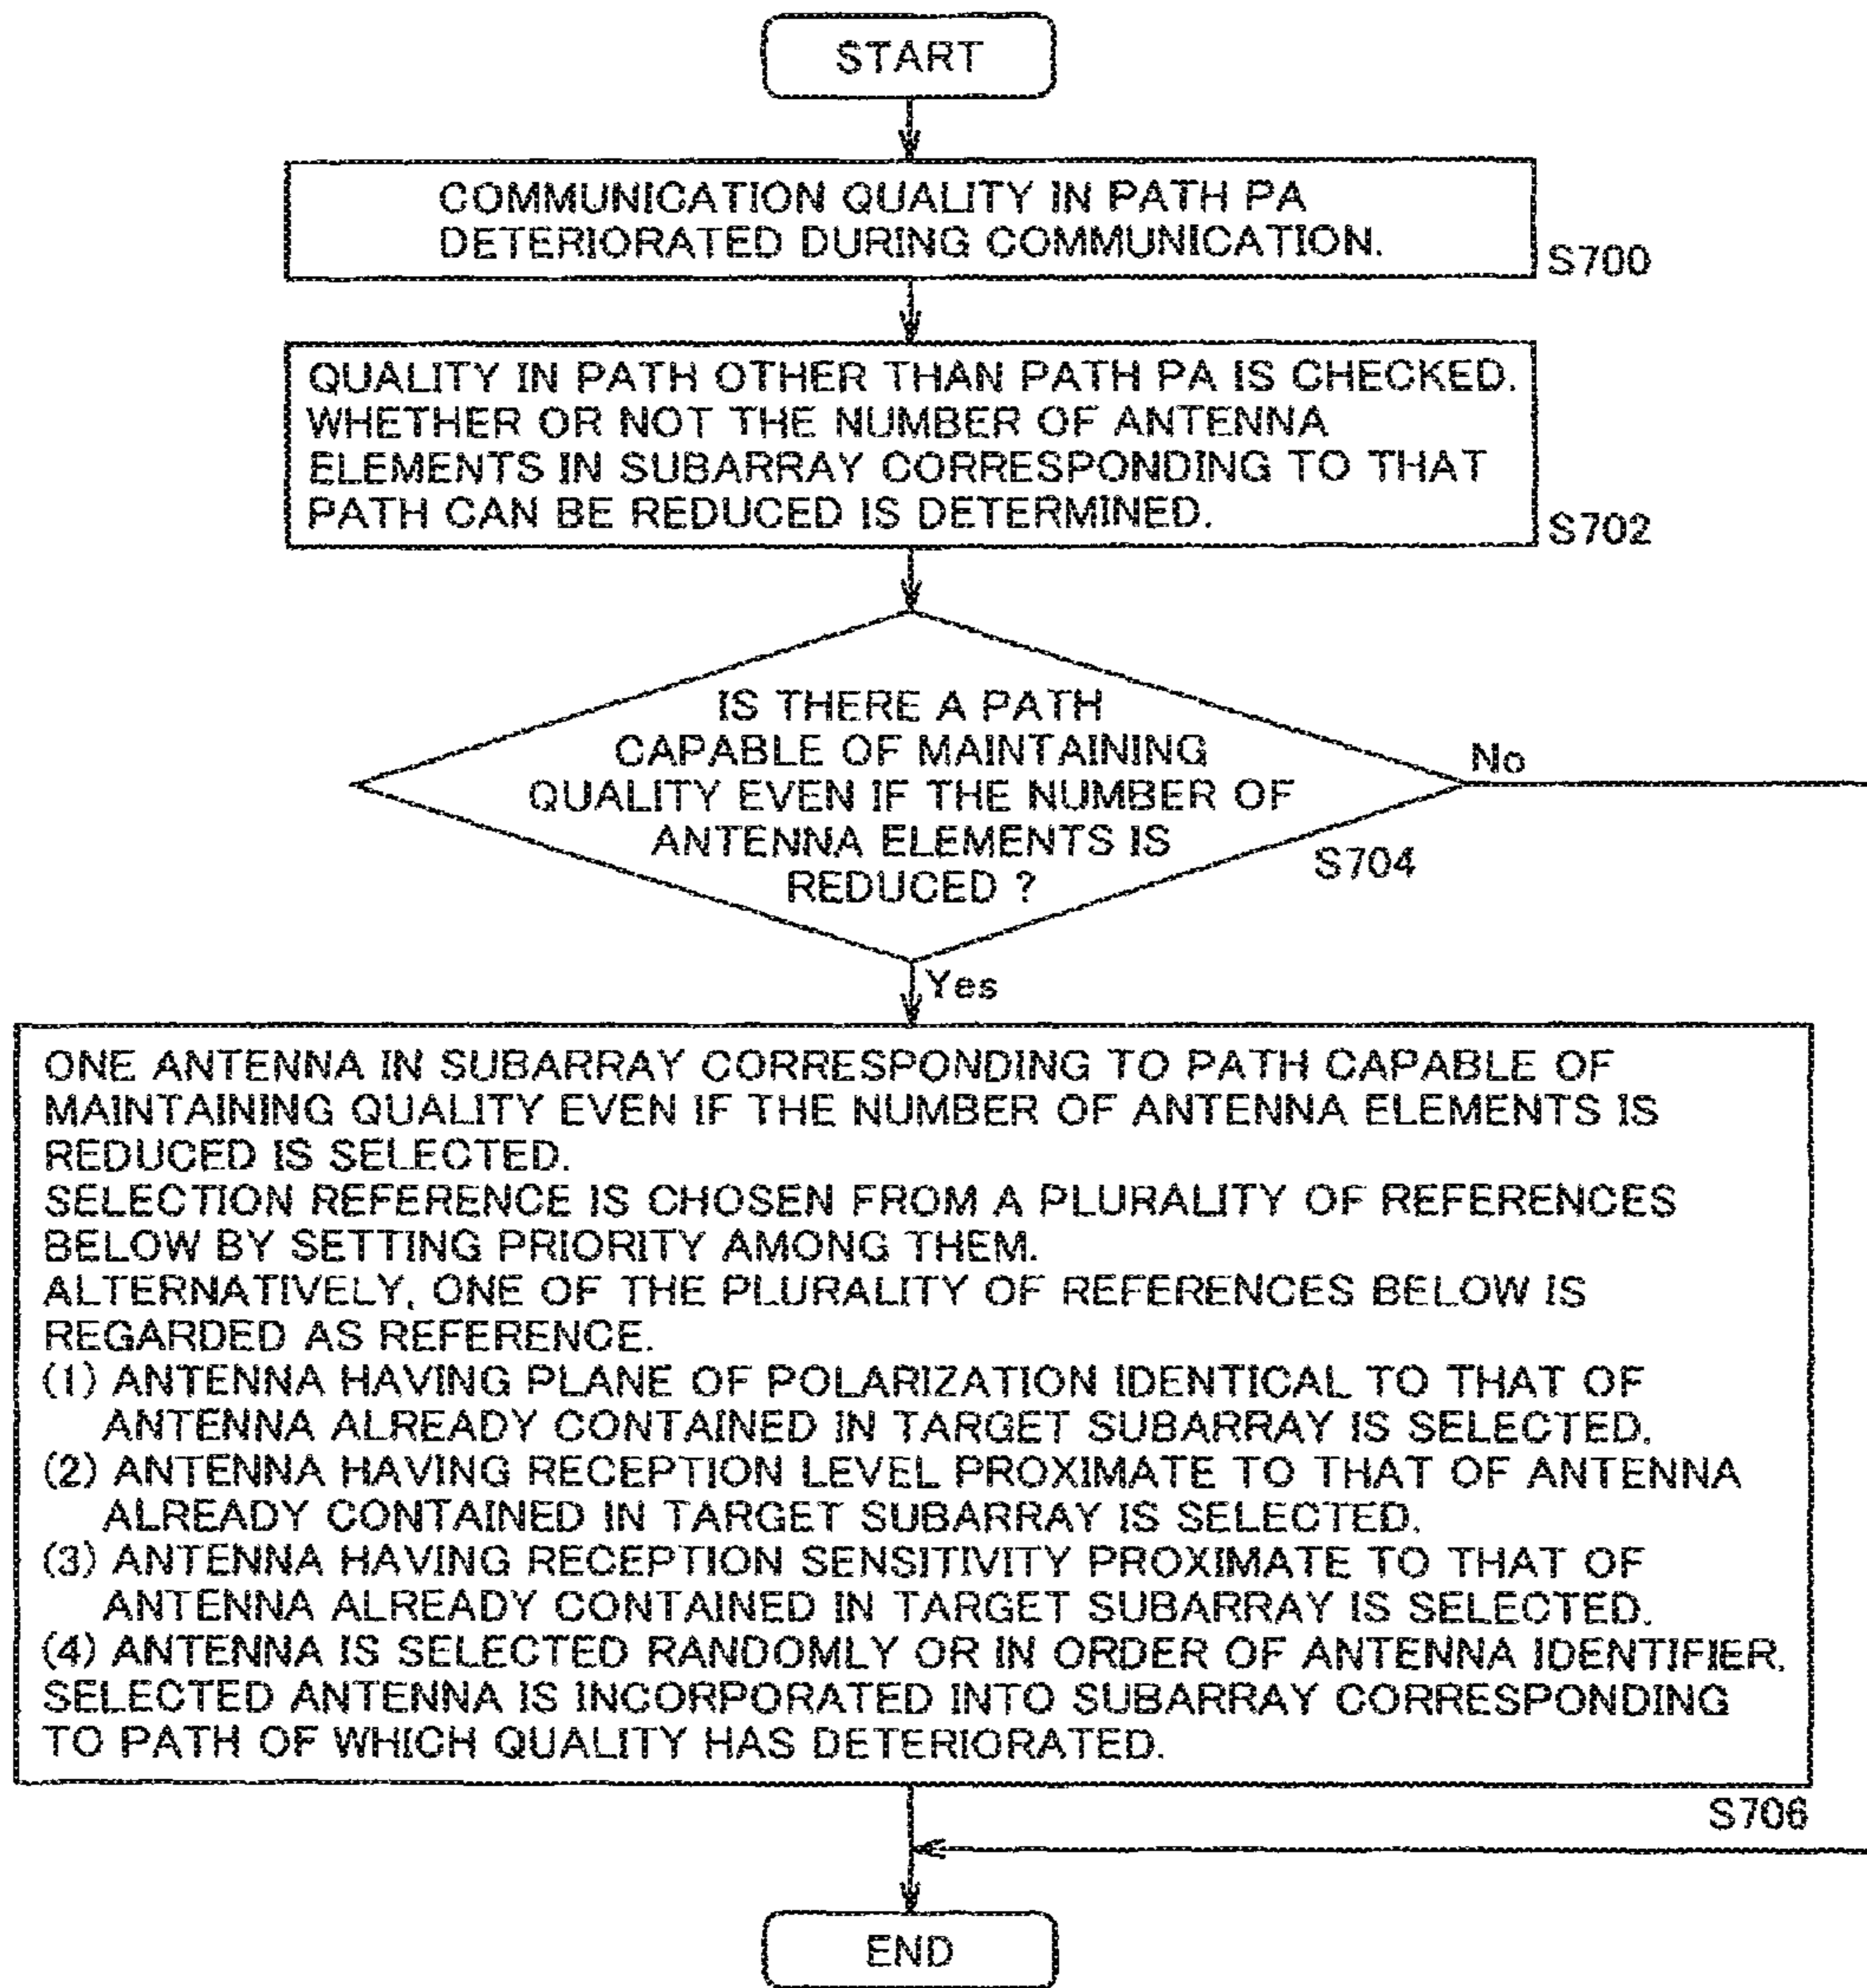 START
COMMUNICATION QUALITY IN PATH PA
DETERIORATED DURING COMMUNICATION.
S700
QUALITY IN PATH OTHER THAN PATH PA IS CHECKED.
WHETHER OR NOT THE NUMBER OF ANTENNA
ELEMENTS IN SUBARRAY CORRESPONDING TO THAT
PATH CAN BE REDUCED IS DETERMINED.
S702
IS THERE A PATH
CAPABLE OF MAINTAINING
QUALITY EVEN IF THE NUMBER OF
ANTENNA ELEMENTS IS
REDUCED ?
No
S704
Yes
ONE ANTENNA IN SUBARRAY CORRESPONDING TO PATH CAPABLE OF
MAINTAINING QUALITY EVEN IF THE NUMBER OF ANTENNA ELEMENTS IS
REDUCED IS SELECTED.
SELECTION REFERENCE IS CHOSEN FROM A PLURALITY OF REFERENCES
BELOW BY SETTING PRIORITY AMONG THEM.
ALTERNATIVELY, ONE OF THE PLURALITY OF REFERENCES BELOW IS
REGARDED AS REFERENCE.
(1) ANTENNA HAVING PLANE OF POLARIZATION IDENTICAL TO THAT OF
ANTENNA ALREADY CONTAINED IN TARGET SUBARRAY IS SELECTED.
(2) ANTENNA HAVING RECEPTION LEVEL PROXIMATE TO THAT OF ANTENNA
ALREADY CONTAINED IN TARGET SUBARRAY IS SELECTED.
(3) ANTENNA HAVING RECEPTION SENSITIVITY PROXIMATE TO THAT OF
ANTENNA ALREADY CONTAINED IN TARGET SUBARRAY IS SELECTED.
(4) ANTENNA IS SELECTED RANDOMLY OR IN ORDER OF ANTENNA IDENTIFIER.
SELECTED ANTENNA IS INCORPORATED INTO SUBARRAY CORRESPONDING
TO PATH OF WHICH QUALITY HAS DETERIORATED.
S706
END